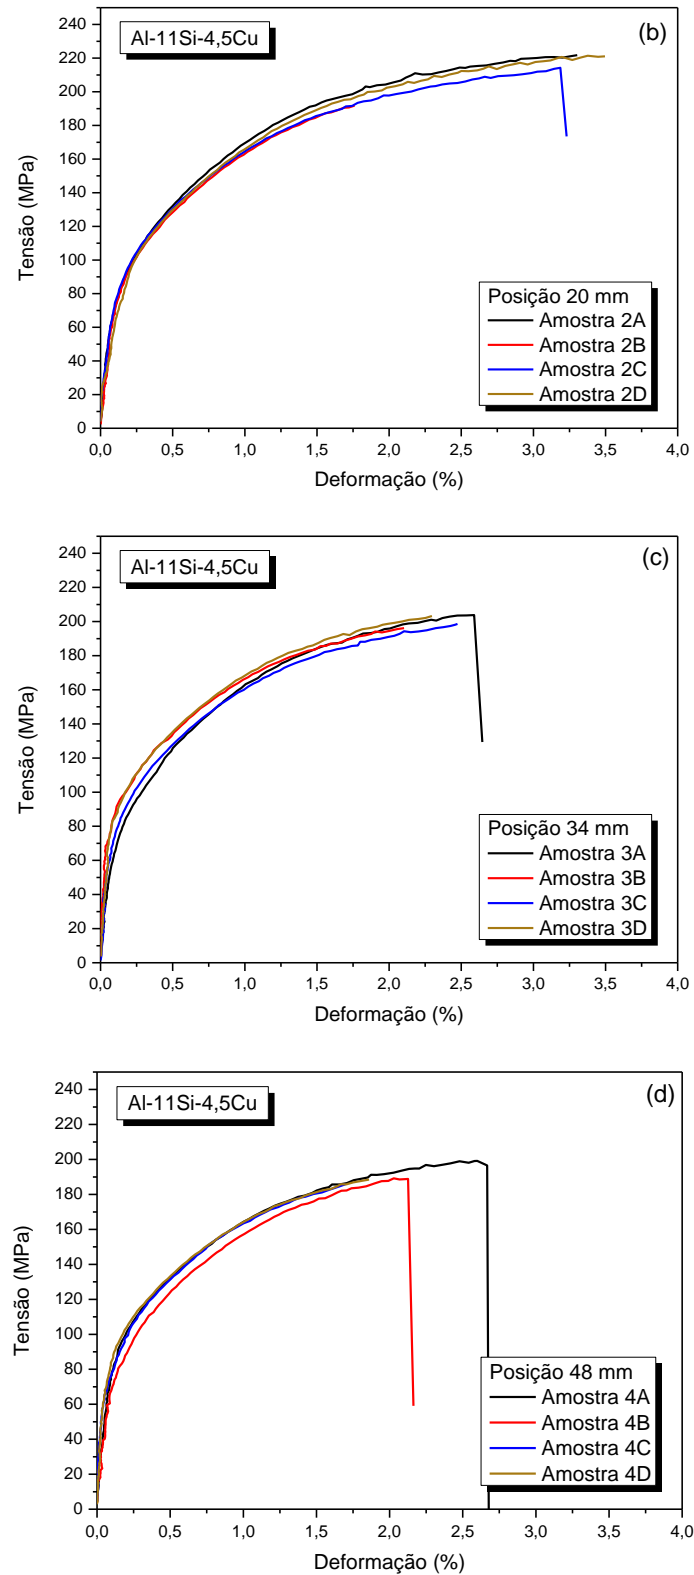 (b)
Al-11Si-4,5Cu
240
220
200
180
160
140
120
100
80
60
40
20
0
Tensão (MPa)
Posição 20 mm
Amostra 2A
Amostra 2B
Amostra 2C
Amostra 2D
0,0 0,5 1,0 1,5 2,0 2,5 3,0 3,5 4,0
Deformação (%)
(c)
Al-11Si-4,5Cu
240
220
200
180
160
140
120
100
80
60
40
20
0
Tensão (MPa)
Posição 34 mm
Amostra 3A
Amostra 3B
Amostra 3C
Amostra 3D
0,0 0,5 1,0 1,5 2,0 2,5 3,0 3,5 4,0
Deformação (%)
(d)
Al-11Si-4,5Cu
240
220
200
180
160
140
120
100
80
60
40
20
0
Tensão (MPa)
Posição 48 mm
Amostra 4A
Amostra 4B
Amostra 4C
Amostra 4D
0,0 0,5 1,0 1,5 2,0 2,5 3,0 3,5 4,0
Deformação (%)